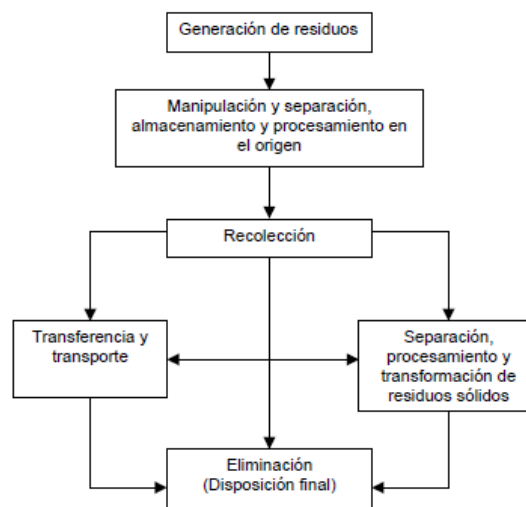 Generación de residuos
Manipulación y separación,
almacenamiento y procesamiento en
el origen
Recolección
Transferencia y
transporte
Separación,
procesamiento y
transformación de
residuos sólidos
Eliminación
(Disposición final)